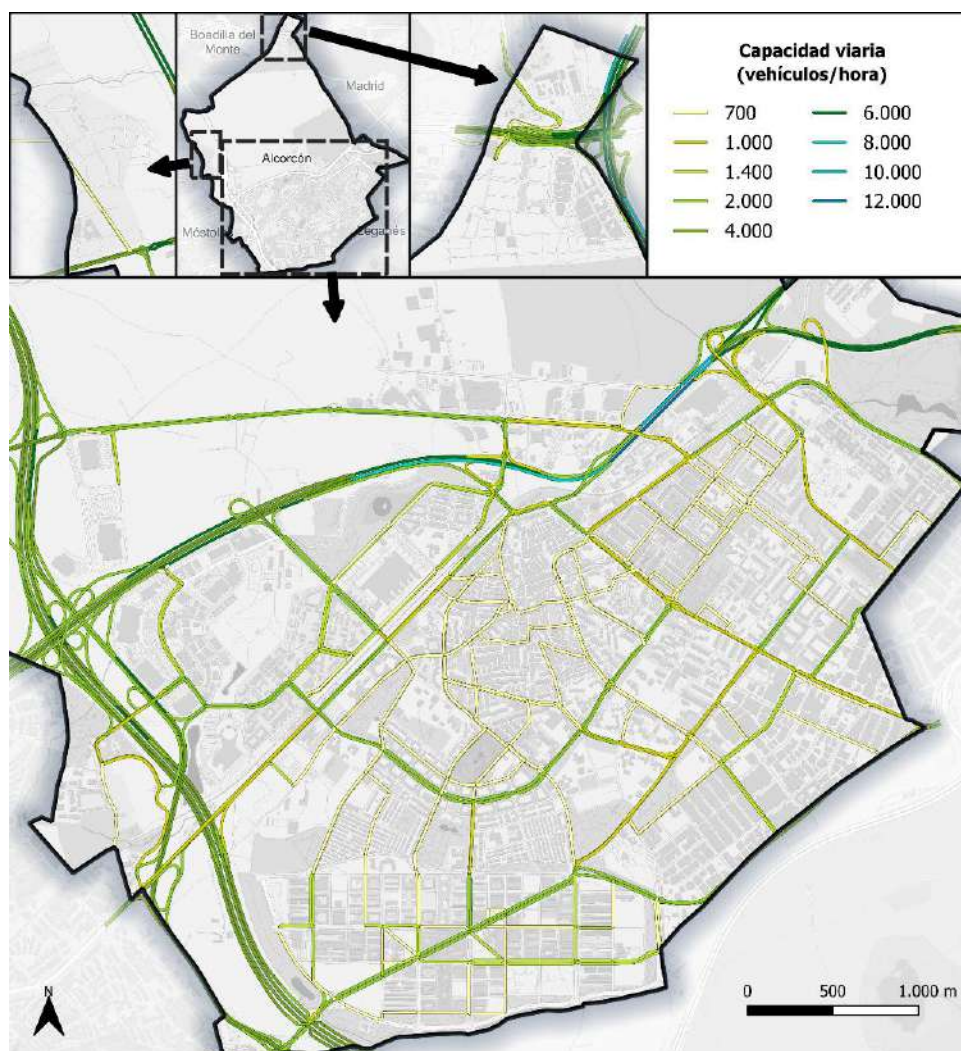 Boadilla del
Monte
Madrid
Alcorcón
Móstol
Leganés
Capacidad viaria
(vehículos/hora)
700
1.000
1.400
2.000
4.000
6.000
8.000
10.000
12.000
N
0 500 1.000 m